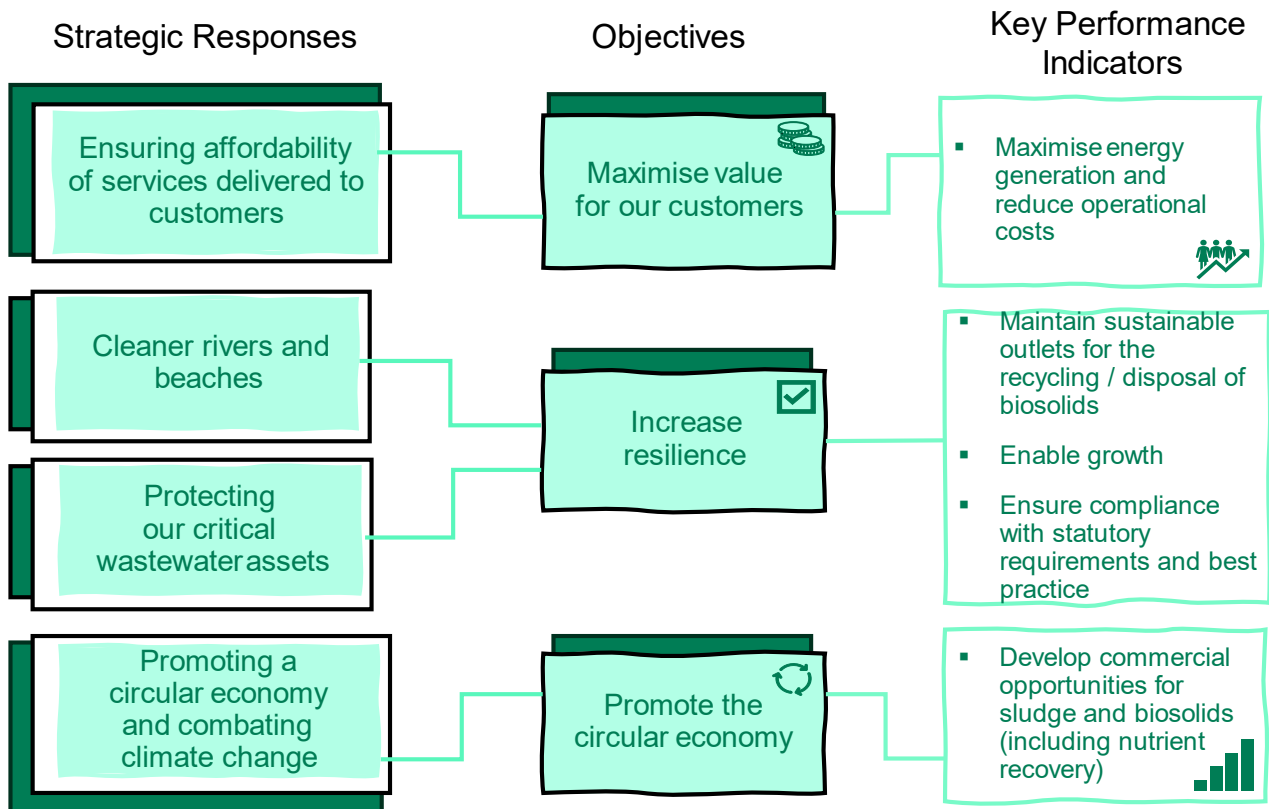 Strategic Responses
Objectives
Key Performance
Indicators
Ensuring affordability
of services delivered to
customers
Maximise value
for our customers
▪ Maximise energy
generation and
reduce operational
costs
Cleaner rivers and
beaches
Protecting
our critical
wastewater assets
Increase
resilience
▪ Maintain sustainable
outlets for the
recycling / disposal of
biosolids
▪ Enable growth
▪ Ensure compliance
with statutory
requirements and best
practice
Promoting a
circular economy
and combating
climate change
Promote the
circular economy
▪ Develop commercial
opportunities for
sludge and biosolids
(including nutrient
recovery)